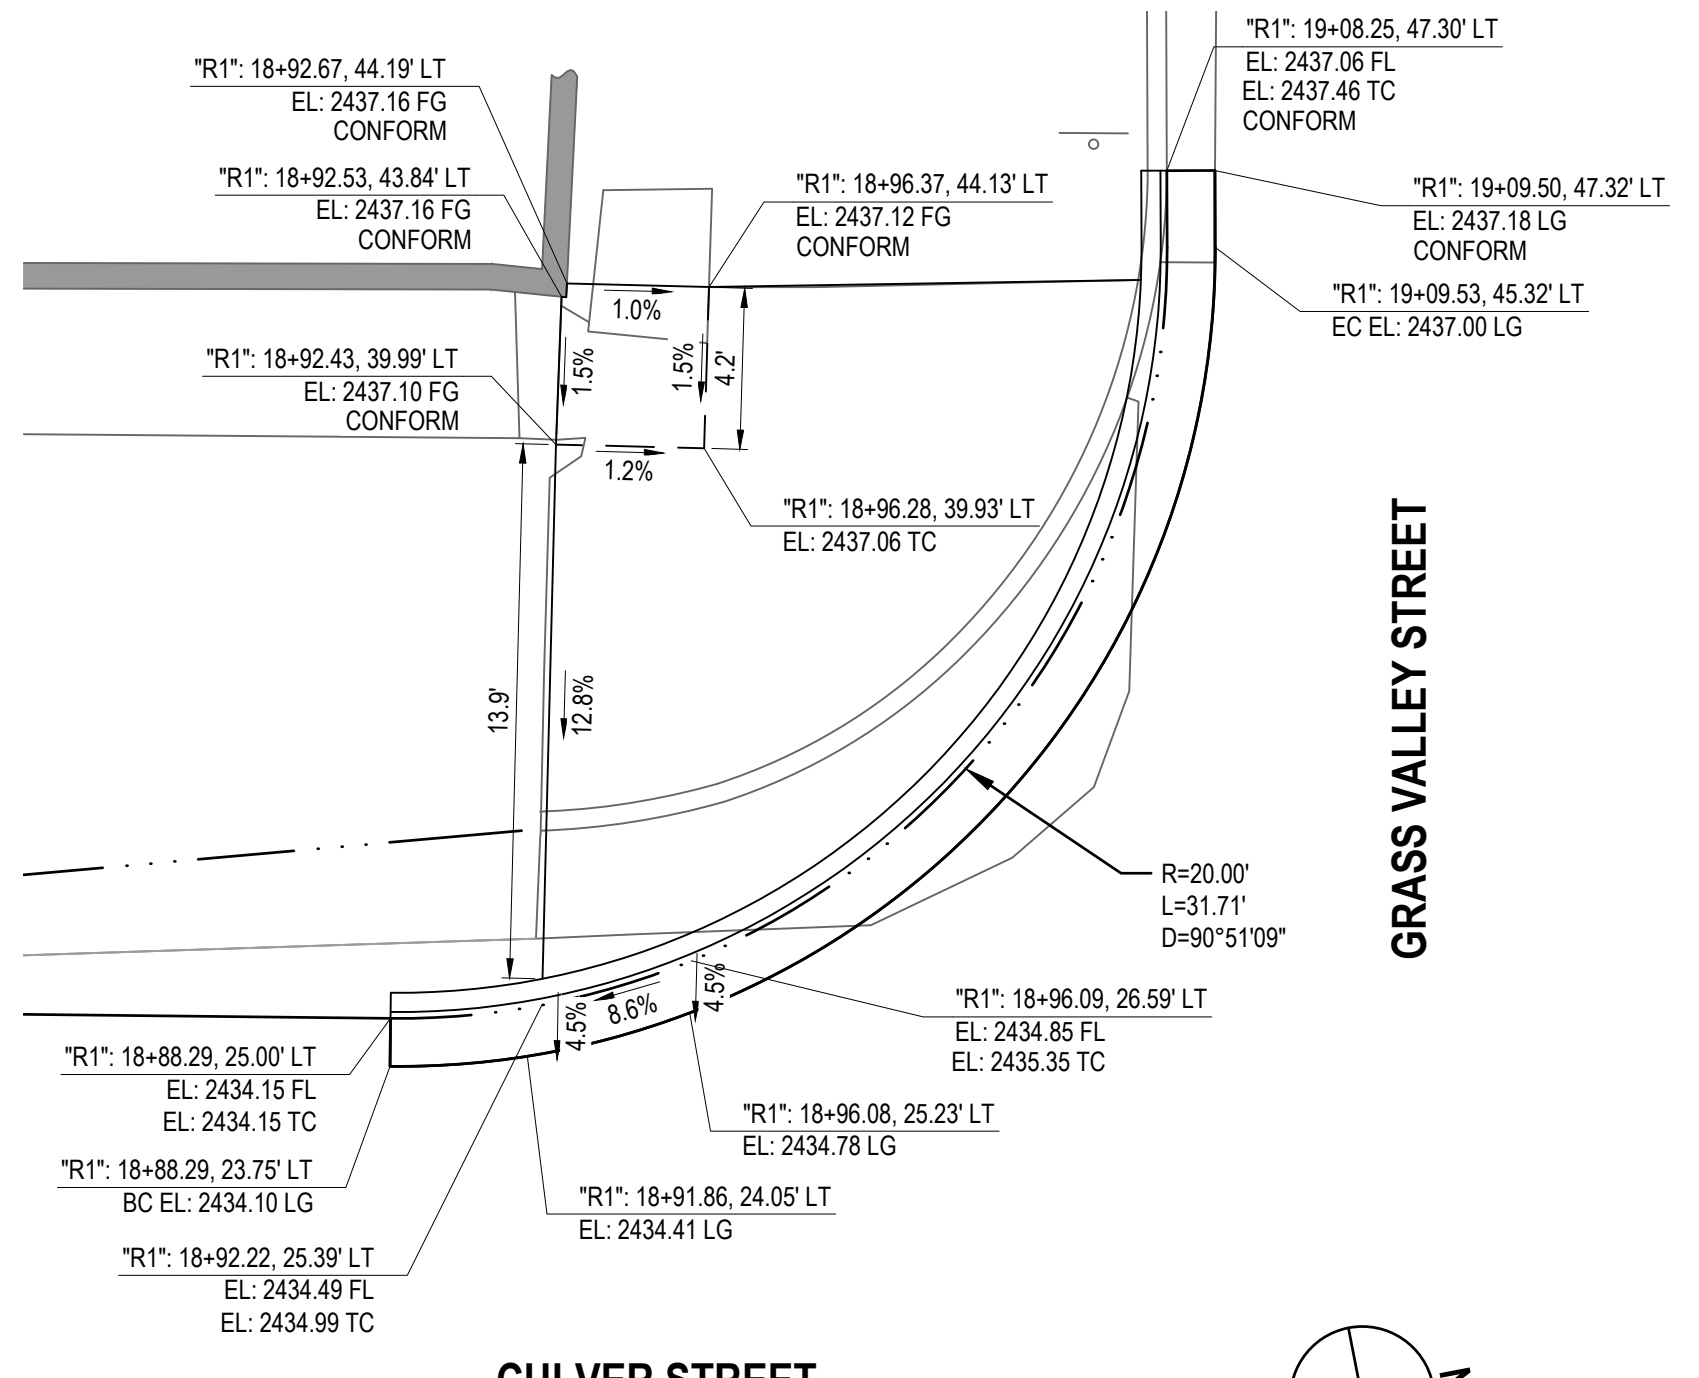 "R1": 18+92.67, 44.19' LT
EL: 2437.16 FG
CONFORM
"R1": 18+92.53, 43.84' LT
EL: 2437.16 FG
CONFORM
"R1": 18+92.43, 39.99' LT
EL: 2437.10 FG
CONFORM
"R1": 19+08.25, 47.30' LT
EL: 2437.06 FL
EL: 2437.46 TC
CONFORM
"R1": 18+96.37, 44.13' LT
EL: 2437.12 FG
CONFORM
"R1": 19+09.50, 47.32' LT
EL: 2437.18 LG
CONFORM
"R1": 19+09.53, 45.32' LT
EC EL: 2437.00 LG
1.0%
1.5%
1.5%
4.2'
1.2%
"R1": 18+96.28, 39.93' LT
EL: 2437.06 TC
13.9'
12.8%
GRASS VALLEY STREET
R=20.00'
L=31.71'
D=90°51'09"
4.5%
8.6%
4.5%
"R1": 18+96.09, 26.59' LT
EL: 2434.85 FL
EL: 2435.35 TC
"R1": 18+88.29, 25.00' LT
EL: 2434.15 FL
EL: 2434.15 TC
"R1": 18+96.08, 25.23' LT
EL: 2434.78 LG
"R1": 18+88.29, 23.75' LT
BC EL: 2434.10 LG
"R1": 18+91.86, 24.05' LT
EL: 2434.41 LG
"R1": 18+92.22, 25.39' LT
EL: 2434.49 FL
EL: 2434.99 TC
CULVER STREET